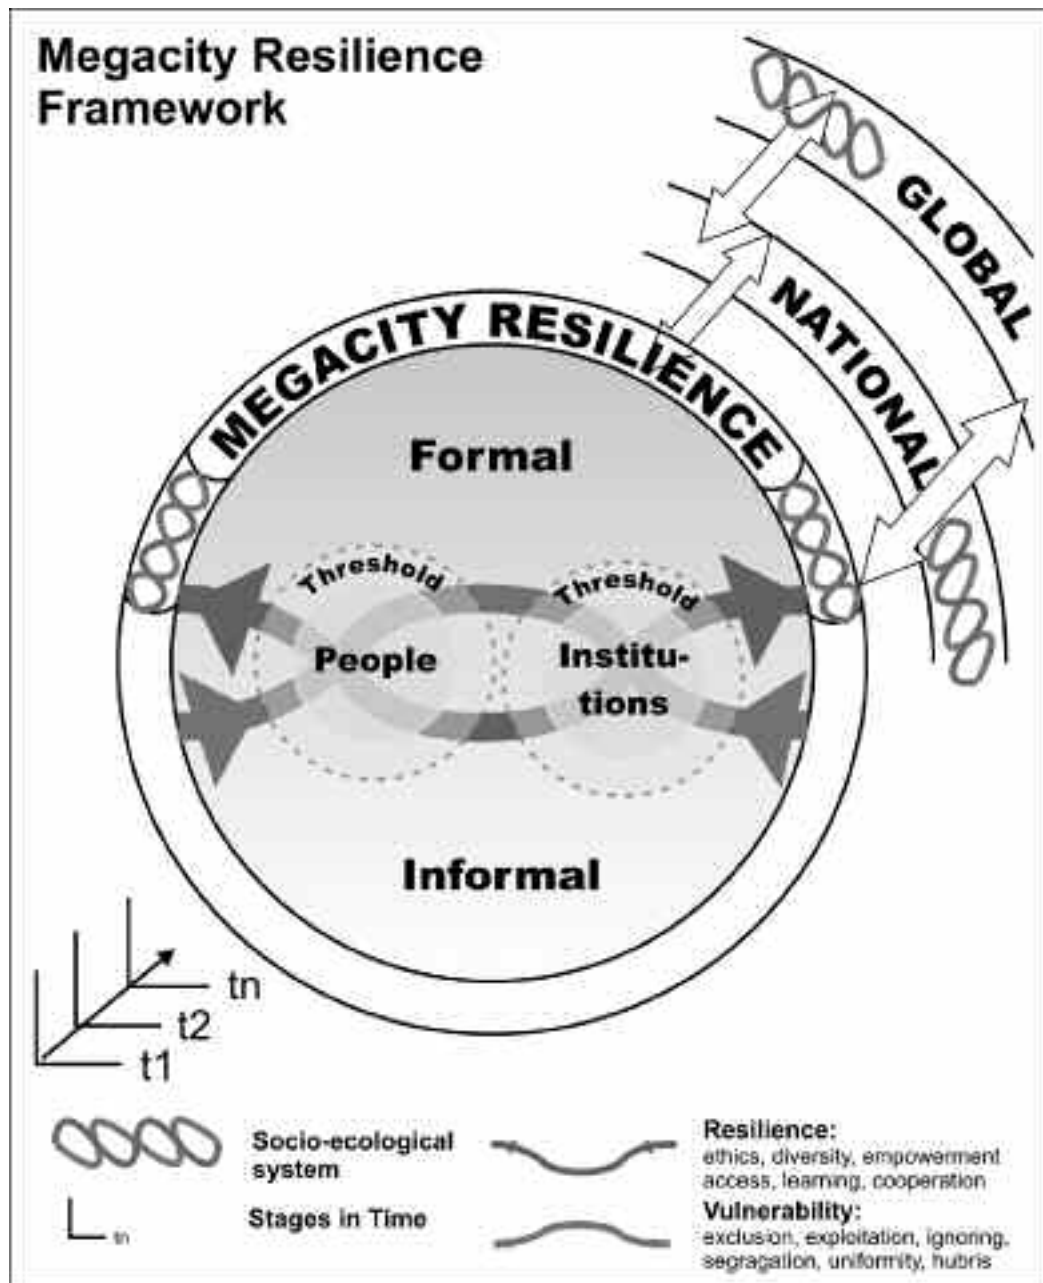 Megacity Resilience
Framework
GLOBAL
NATIONAL
MEGACITY RESILIENCE
Formal
Threshold
Threshold
People
Institu-
tions
Informal
tn
t2
t1
Socio-ecological
system
Resilience:
ethics, diversity, empowerment
access, learning, cooperation
tn
Stages in Time
Vulnerability:
exclusion, exploitation, ignoring,
segragation, uniformity, hubris